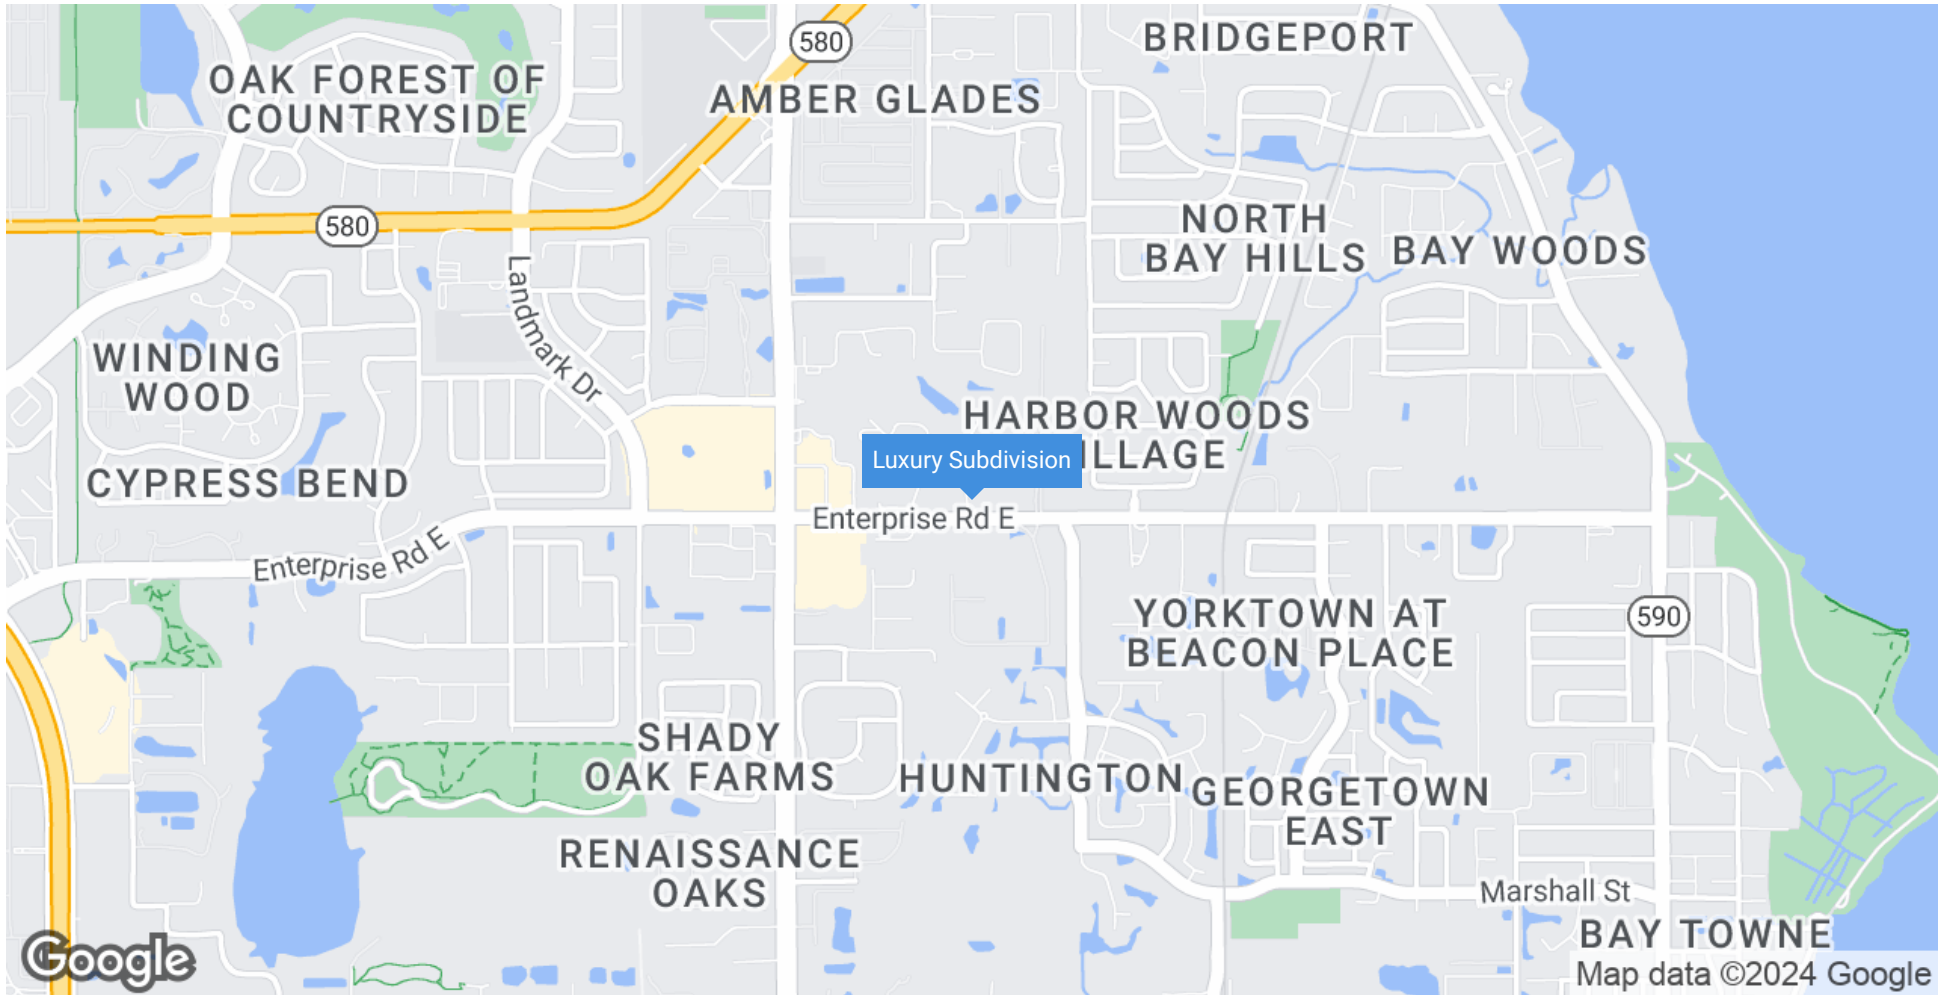 580
BRIDGEPORT
OAK FOREST OF
COUNTRYSIDE
AMBER GLADES
580
NORTH
BAY HILLS
BAY WOODS
Landmark Dr
WINDING
WOOD
HARBOR WOODS
ILLAGE
Luxury Subdivision
CYPRESS BEND
Enterprise Rd E
Enterprise Rd E
YORKTOWN AT
BEACON PLACE
590
SHADY
OAK FARMS
HUNTINGTON
GEORGETOWN
EAST
RENAISSANCE
OAKS
Marshall St
BAY TOWNE
Google
Map data ©2024 Google